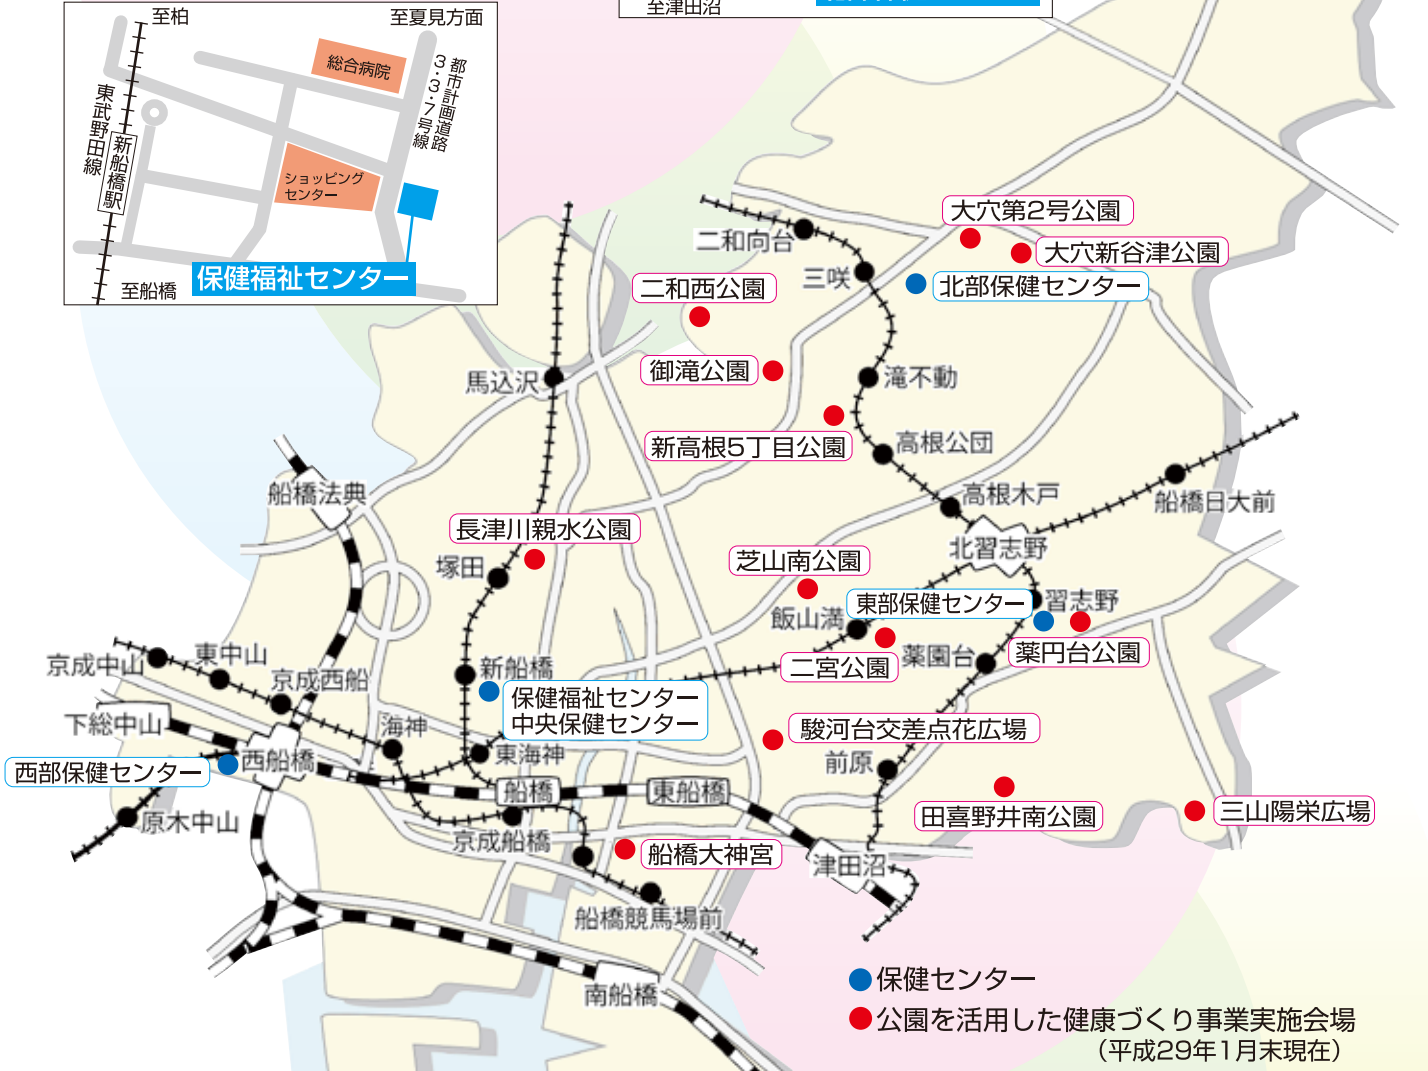 至柏
至夏見方面
総合病院
都市計画道路
3・3・7号線
東武野田線
新船橋駅
ショッピング
センター
至船橋
保健福祉センター
至津田沼
大穴第2号公園
二和向台
大穴新谷津公園
三咲
北部保健センター
二和西公園
御滝公園
馬込沢
滝不動
新高根5丁目公園
高根公団
船橋法典
高根木戸
船橋日大前
長津川親水公園
北習志野
芝山南公園
塚田
東部保健センター
習志野
飯山満
京成中山
東中山
新船橋
二宮公園
薬園台
薬円台公園
京成西船
保健福祉センター
中央保健センター
下総中山
海神
駿河台交差点花広場
西部保健センター
西船橋
東海神
前原
船橋
東船橋
田喜野井南公園
三山陽栄広場
原木中山
京成船橋
船橋大神宮
津田沼
船橋競馬場前
南船橋
保健センター
公園を活用した健康づくり事業実施会場
（平成29年1月末現在）